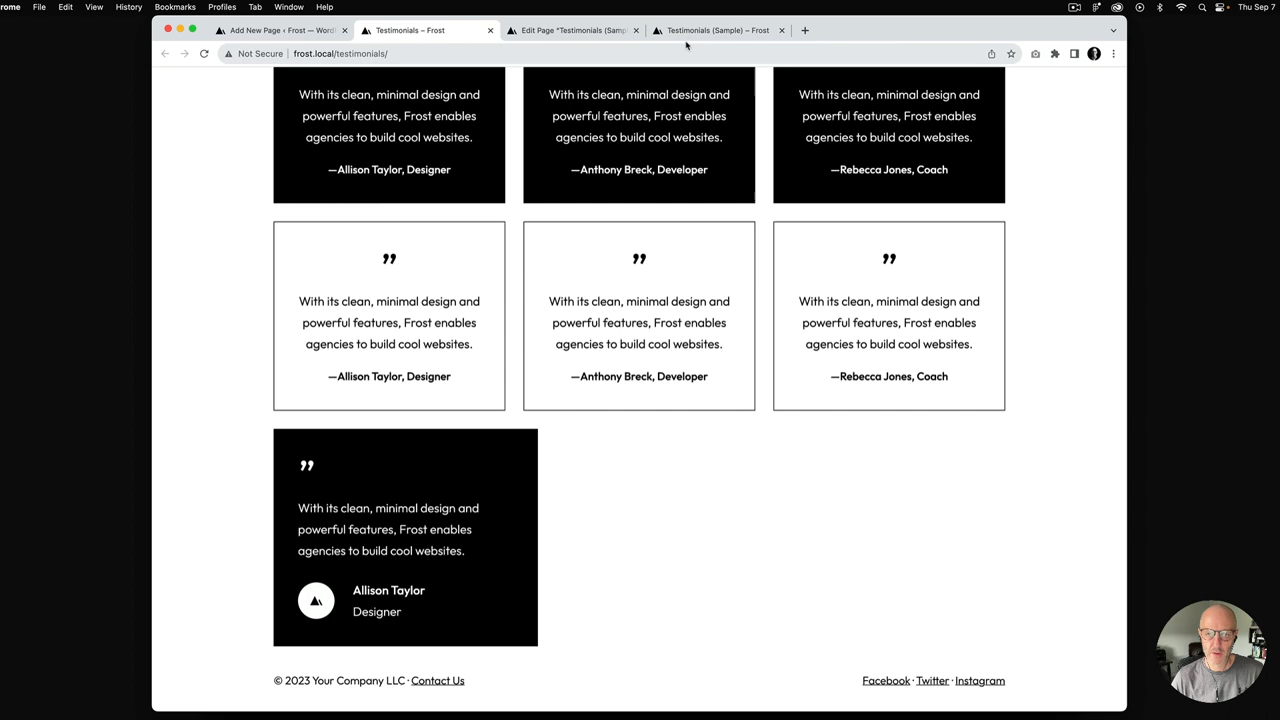 rome File Edit View History Bookmarks Profiles Tab Window Help Thu Sep 7
Add New Page ‹ Frost — Word Testimonials – Frost Edit Page "Testimonials (Samp Testimonials (Sample) – Frost
Not Secure frost.local/testimonials/
With its clean, minimal design and
powerful features, Frost enables
agencies to build cool websites.
—Allison Taylor, Designer
With its clean, minimal design and
powerful features, Frost enables
agencies to build cool websites.
—Anthony Breck, Developer
With its clean, minimal design and
powerful features, Frost enables
agencies to build cool websites.
—Rebecca Jones, Coach
”
With its clean, minimal design and
powerful features, Frost enables
agencies to build cool websites.
—Allison Taylor, Designer
”
With its clean, minimal design and
powerful features, Frost enables
agencies to build cool websites.
—Anthony Breck, Developer
”
With its clean, minimal design and
powerful features, Frost enables
agencies to build cool websites.
—Rebecca Jones, Coach
”
With its clean, minimal design and
powerful features, Frost enables
agencies to build cool websites.
Allison Taylor
Designer
© 2023 Your Company LLC · Contact Us
Facebook · Twitter · Instagram